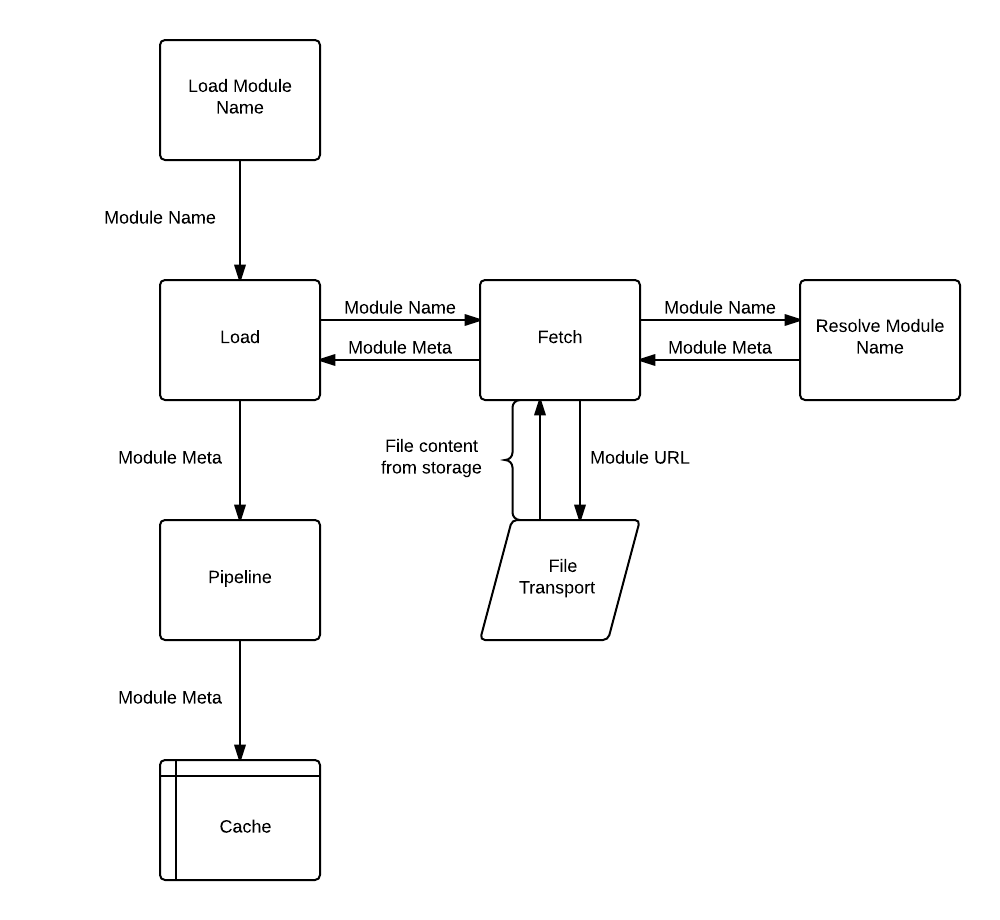 Load Module
Name
Module Name
Load
Module Name
Module Meta
Fetch
Module Name
Module Meta
Resolve Module
Name
Module Meta
File content
from storage
Module URL
Pipeline
File
Transport
Module Meta
Cache